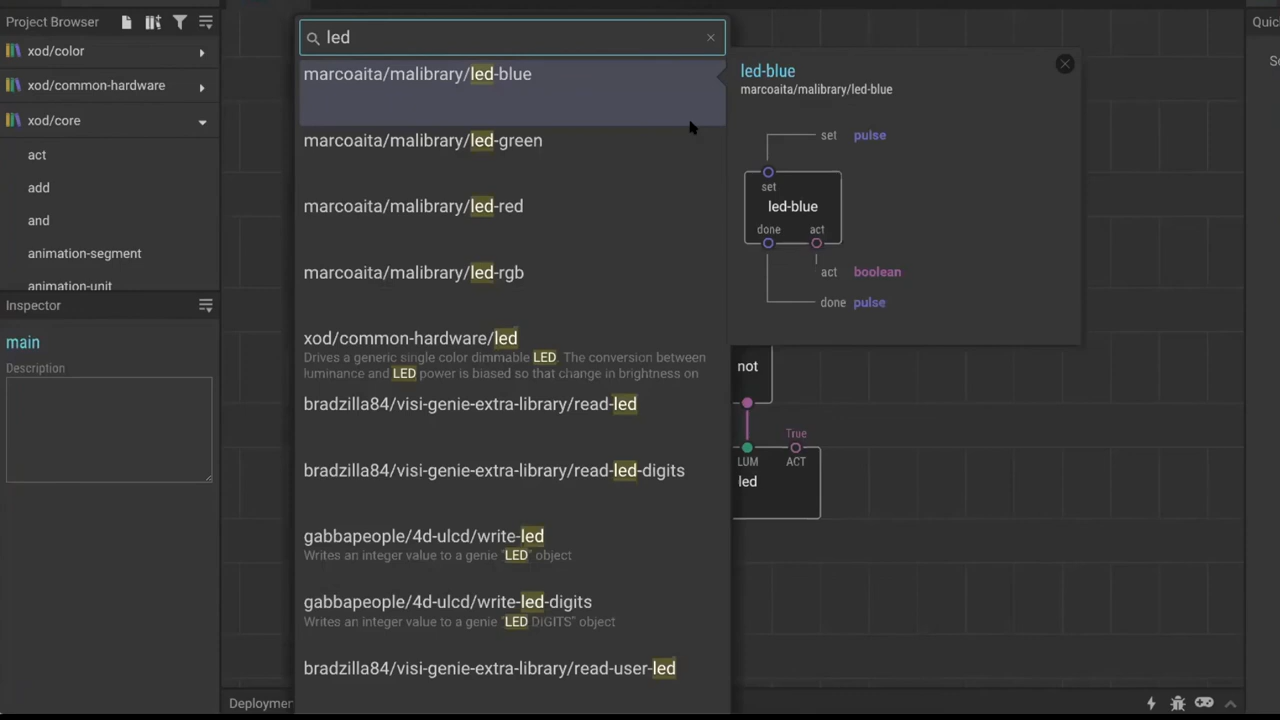 Project Browser
xod/color
xod/common-hardware
xod/core
act
add
and
animation-segment
animation-unit
Inspector
main
Description
led
marcoaita/malibrary/led-blue
marcoaita/malibrary/led-green
marcoaita/malibrary/led-red
marcoaita/malibrary/led-rgb
xod/common-hardware/led
Drives a generic single color dimmable LED. The conversion between
luminance and LED power is biased so that change in brightness on
bradzilla84/visi-genie-extra-library/read-led
bradzilla84/visi-genie-extra-library/read-led-digits
gabbapeople/4d-ulcd/write-led
Writes an integer value to a genie "LED" object
gabbapeople/4d-ulcd/write-led-digits
Writes an integer value to a genie "LED DIGITS" object
bradzilla84/visi-genie-extra-library/read-user-led
led-blue
marcoaita/malibrary/led-blue
set pulse
set
led-blue
done act
act boolean
done pulse
not
True
LUM ACT
led
Quic
Deploymen